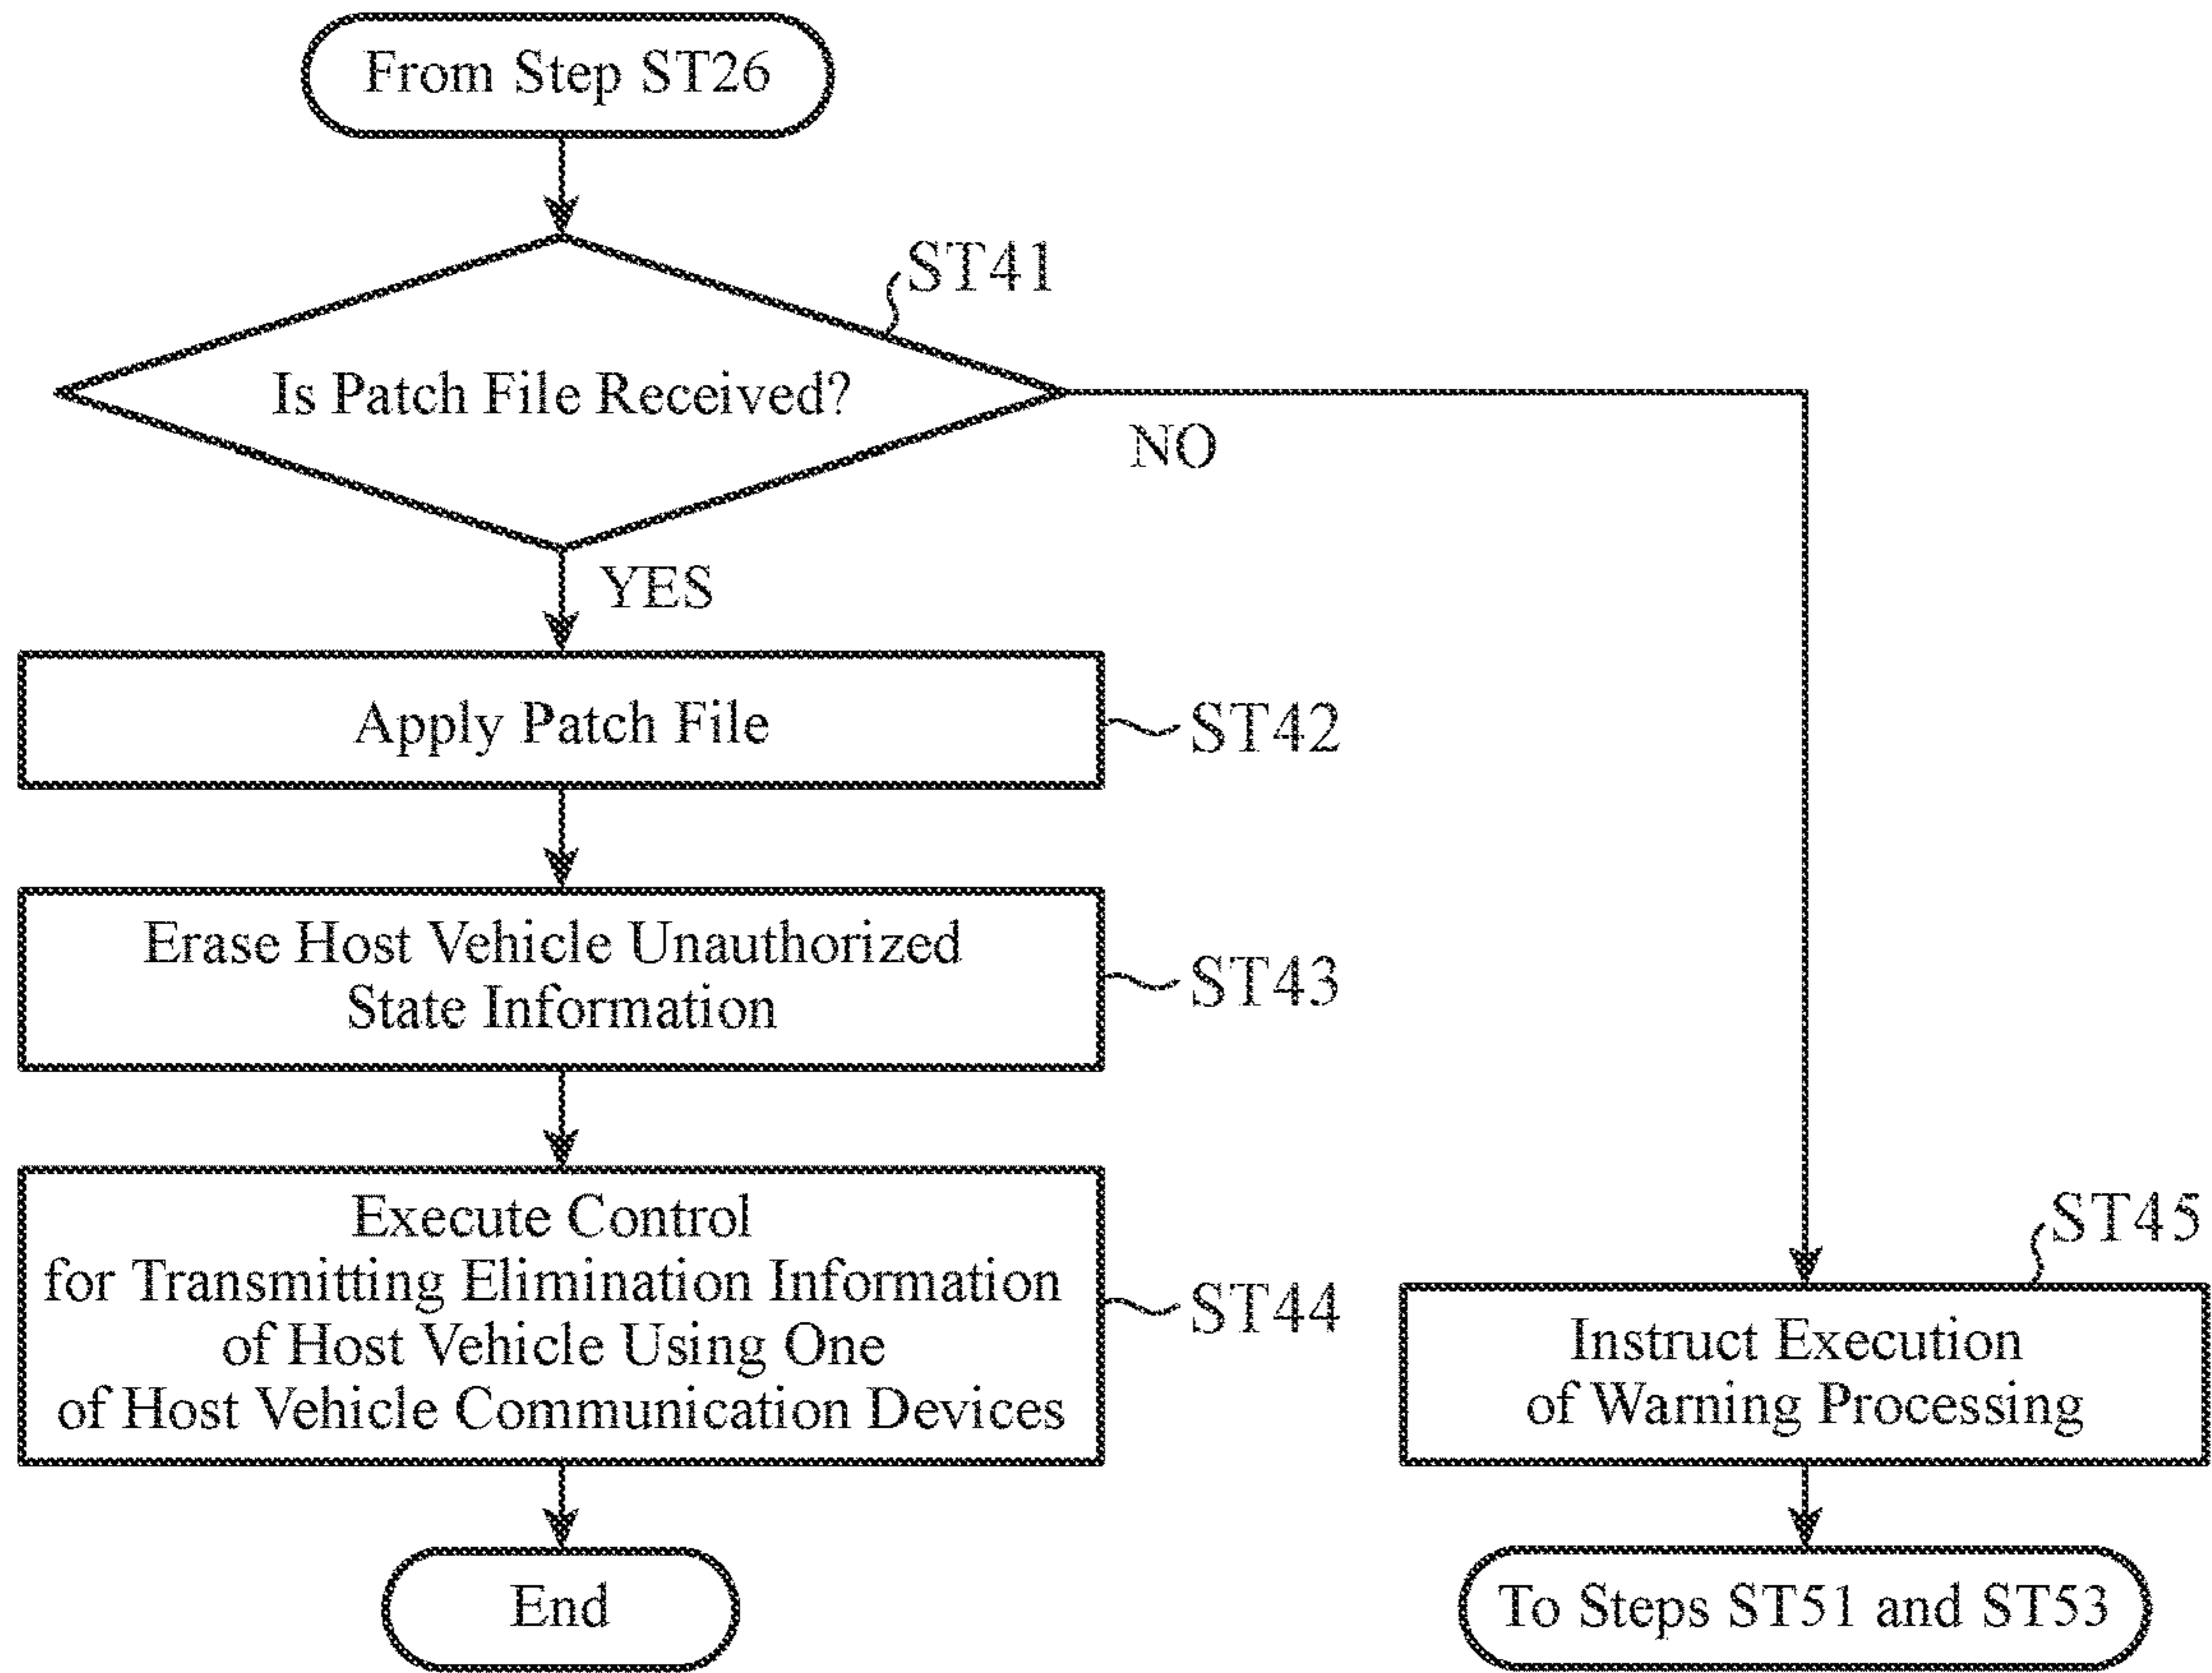 From Step ST26
ST41
Is Patch File Received?
NO
YES
Apply Patch File
ST42
Erase Host Vehicle Unauthorized
State Information
ST43
Execute Control
for Transmitting Elimination Information
of Host Vehicle Using One
of Host Vehicle Communication Devices
ST44
End
ST45
Instruct Execution
of Warning Processing
To Steps ST51 and ST53